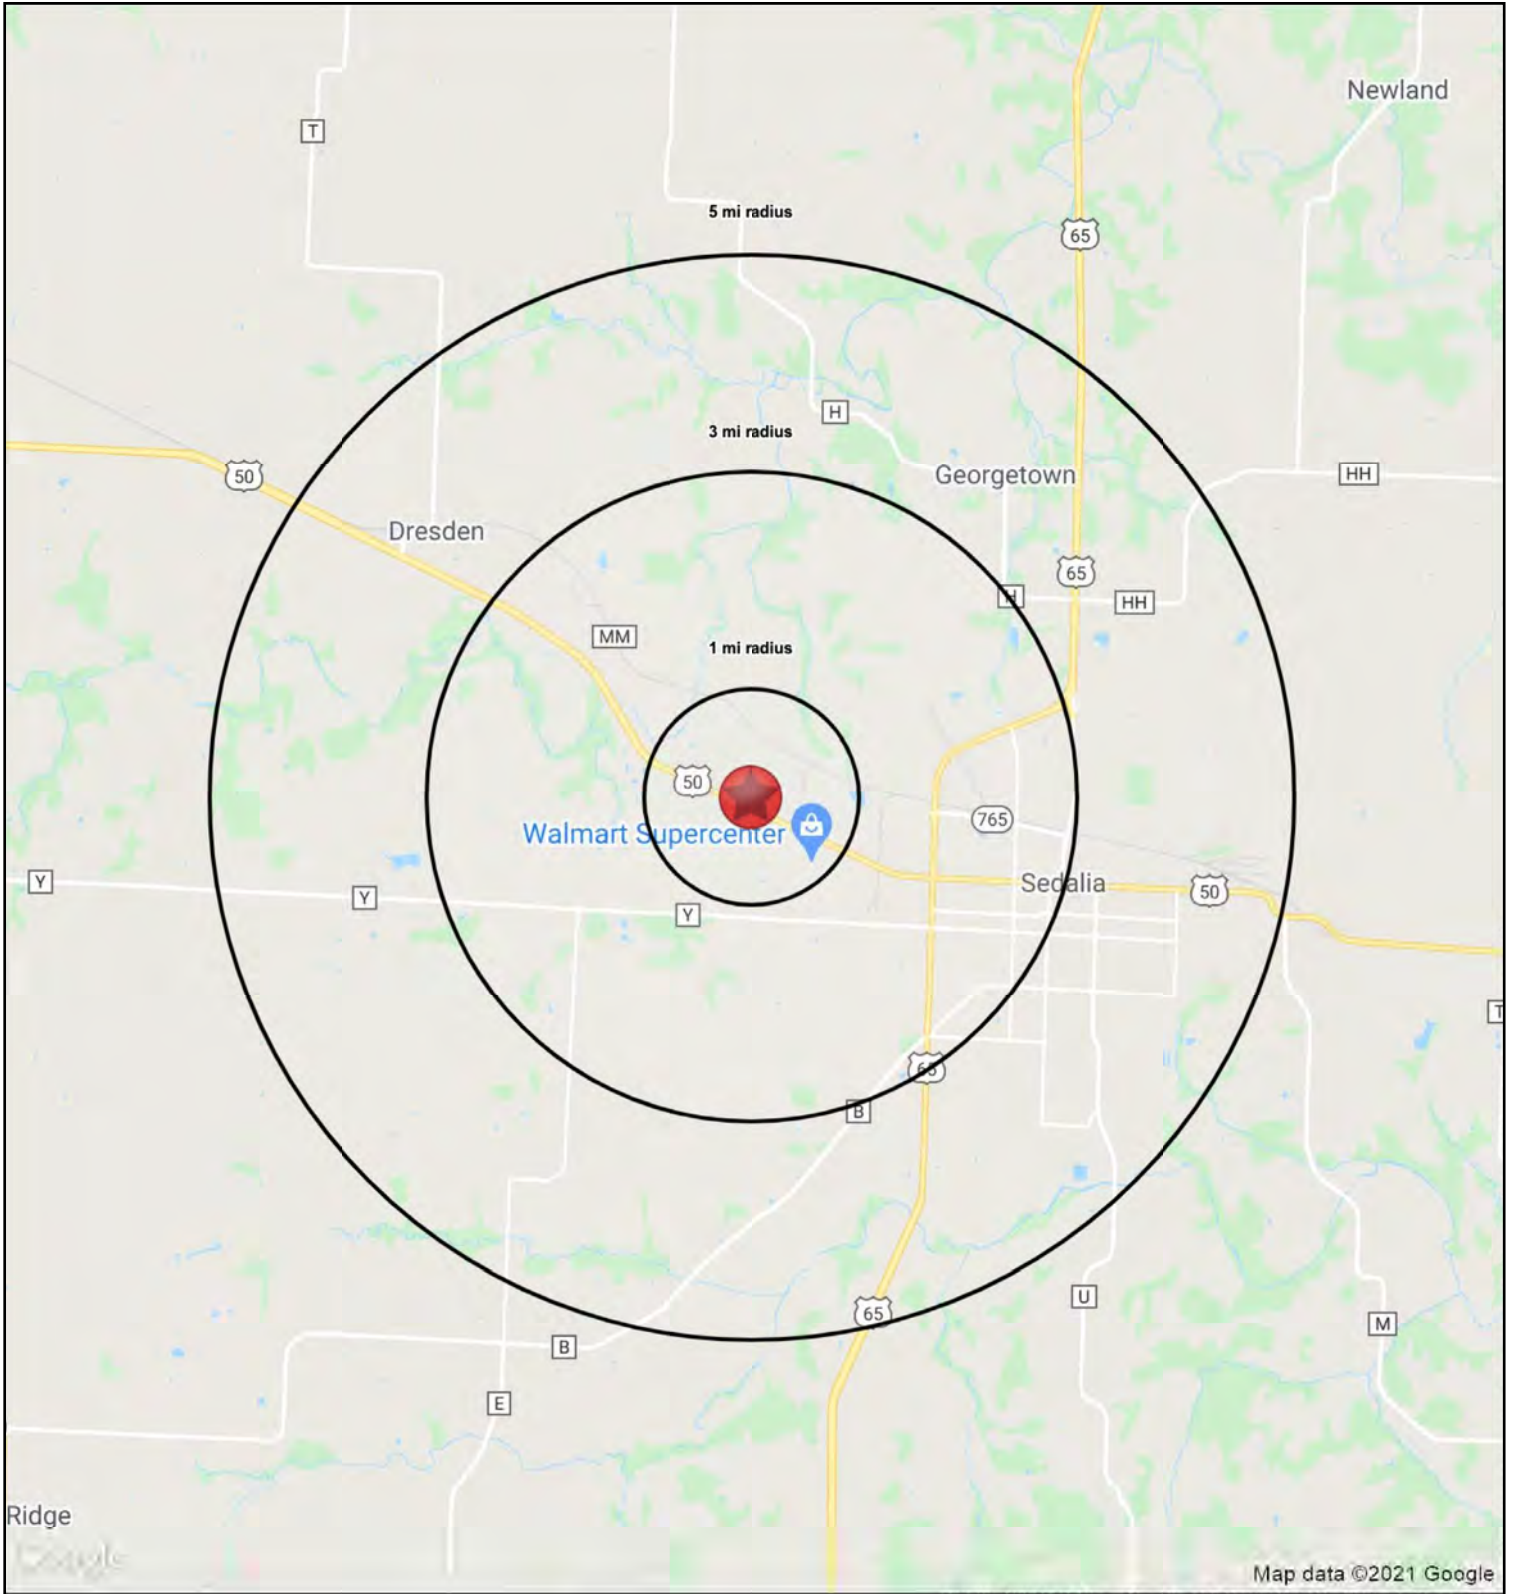 Newland
T
5 mi radius
65
H
3 mi radius
Georgetown
HH
50
Dresden
65
H
HH
MM
1 mi radius
50
Walmart Supercenter
765
Y
Sedalia
50
Y
Y
T
65
B
U
65
M
B
E
Ridge
Google
Map data ©2021 Google